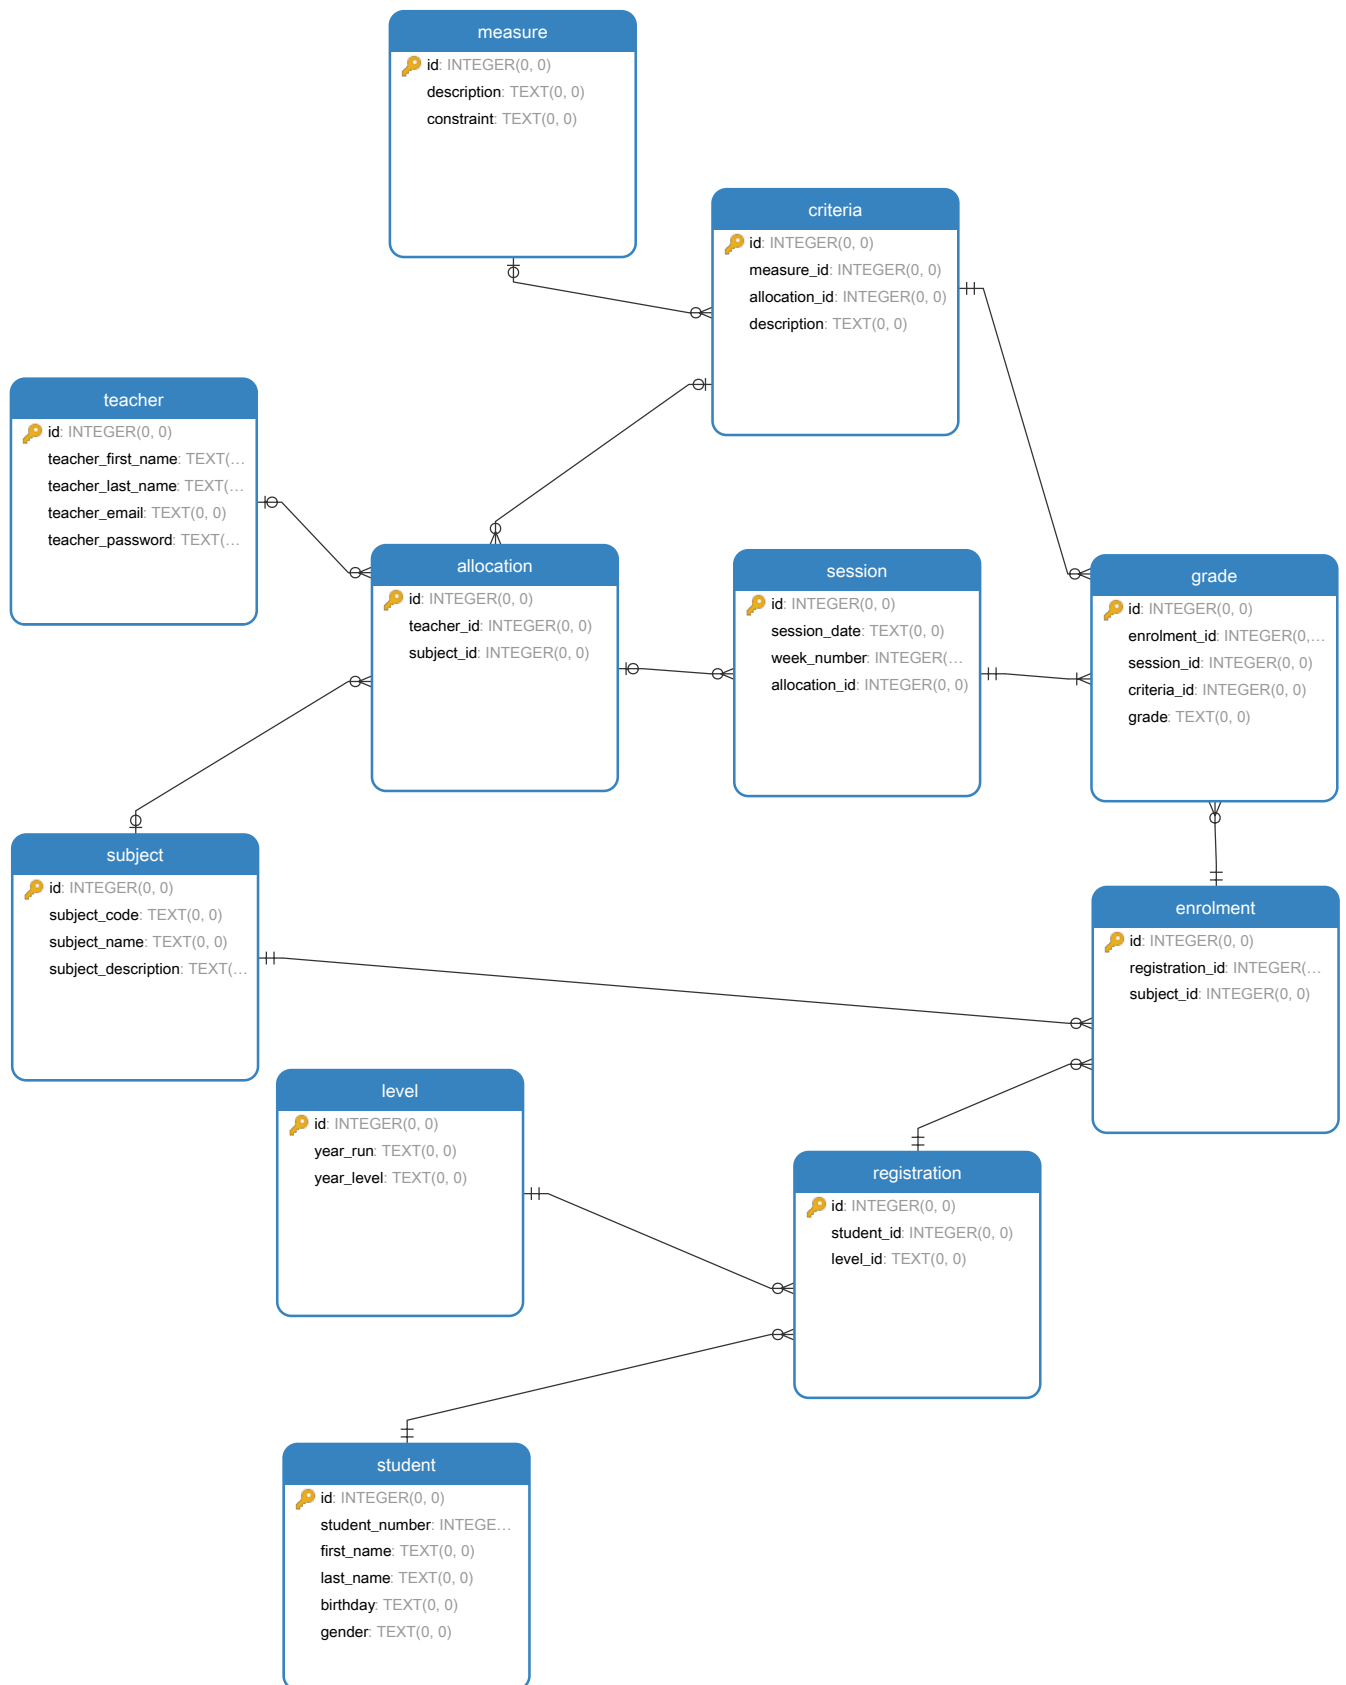 measure
id: INTEGER(0, 0)
description: TEXT(0, 0)
constraint: TEXT(0, 0)
criteria
id: INTEGER(0, 0)
measure_id: INTEGER(0, 0)
allocation_id: INTEGER(0, 0)
description: TEXT(0, 0)
teacher
id: INTEGER(0, 0)
teacher_first_name: TEXT(...
teacher_last_name: TEXT(...
teacher_email: TEXT(0, 0)
teacher_password: TEXT(...
allocation
id: INTEGER(0, 0)
teacher_id: INTEGER(0, 0)
subject_id: INTEGER(0, 0)
session
id: INTEGER(0, 0)
session_date: TEXT(0, 0)
week_number: INTEGER(...
allocation_id: INTEGER(0, 0)
grade
id: INTEGER(0, 0)
enrolment_id: INTEGER(0,...
session_id: INTEGER(0, 0)
criteria_id: INTEGER(0, 0)
grade: TEXT(0, 0)
subject
id: INTEGER(0, 0)
subject_code: TEXT(0, 0)
subject_name: TEXT(0, 0)
subject_description: TEXT(...
enrolment
id: INTEGER(0, 0)
registration_id: INTEGER(...
subject_id: INTEGER(0, 0)
level
id: INTEGER(0, 0)
year_run: TEXT(0, 0)
year_level: TEXT(0, 0)
registration
id: INTEGER(0, 0)
student_id: INTEGER(0, 0)
level_id: TEXT(0, 0)
student
id: INTEGER(0, 0)
student_number: INTEGE...
first_name: TEXT(0, 0)
last_name: TEXT(0, 0)
birthday: TEXT(0, 0)
gender: TEXT(0, 0)